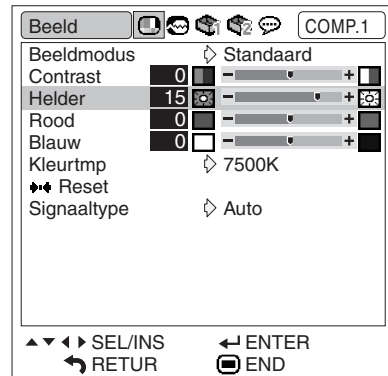 Beeld COMP.1
Beeldmodus Standaard
Contrast 0 - +
Helder 15 - +
Rood 0 - +
Blauw 0 - +
Kleurtmp 7500K
Reset
Signaaltype Auto
SEL/INS ENTER
RETUR END